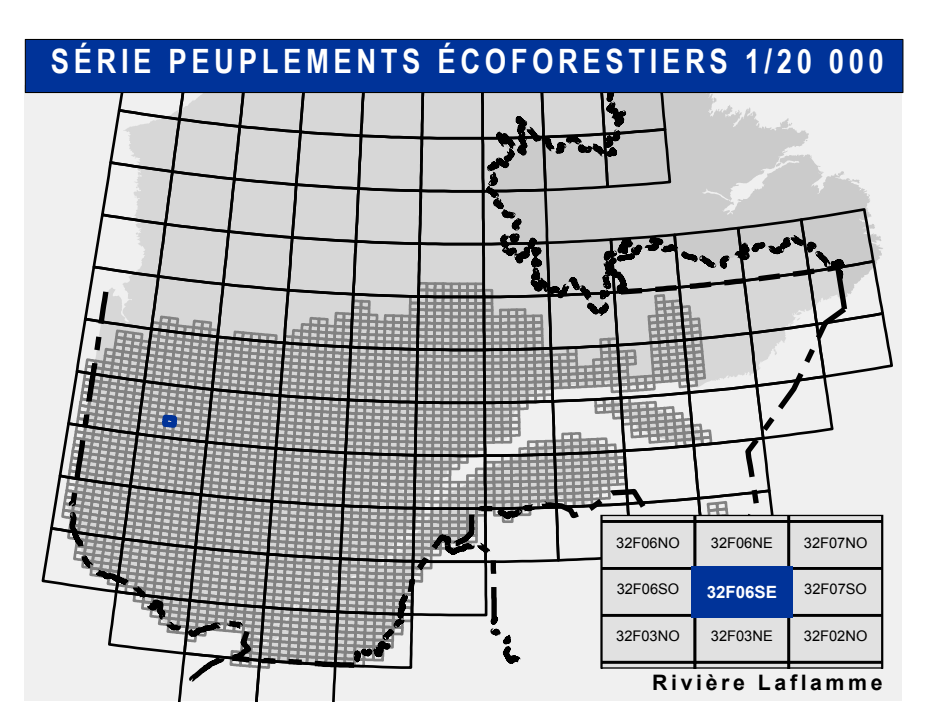 SÉRIE PEUPLEMENTS ÉCOFORESTIERS 1/20 000
32F06NO 32F06NE 32F07NO
32F06SO 32F06SE 32F07SO
32F03NO 32F03NE 32F02NO
Rivière Laflamme